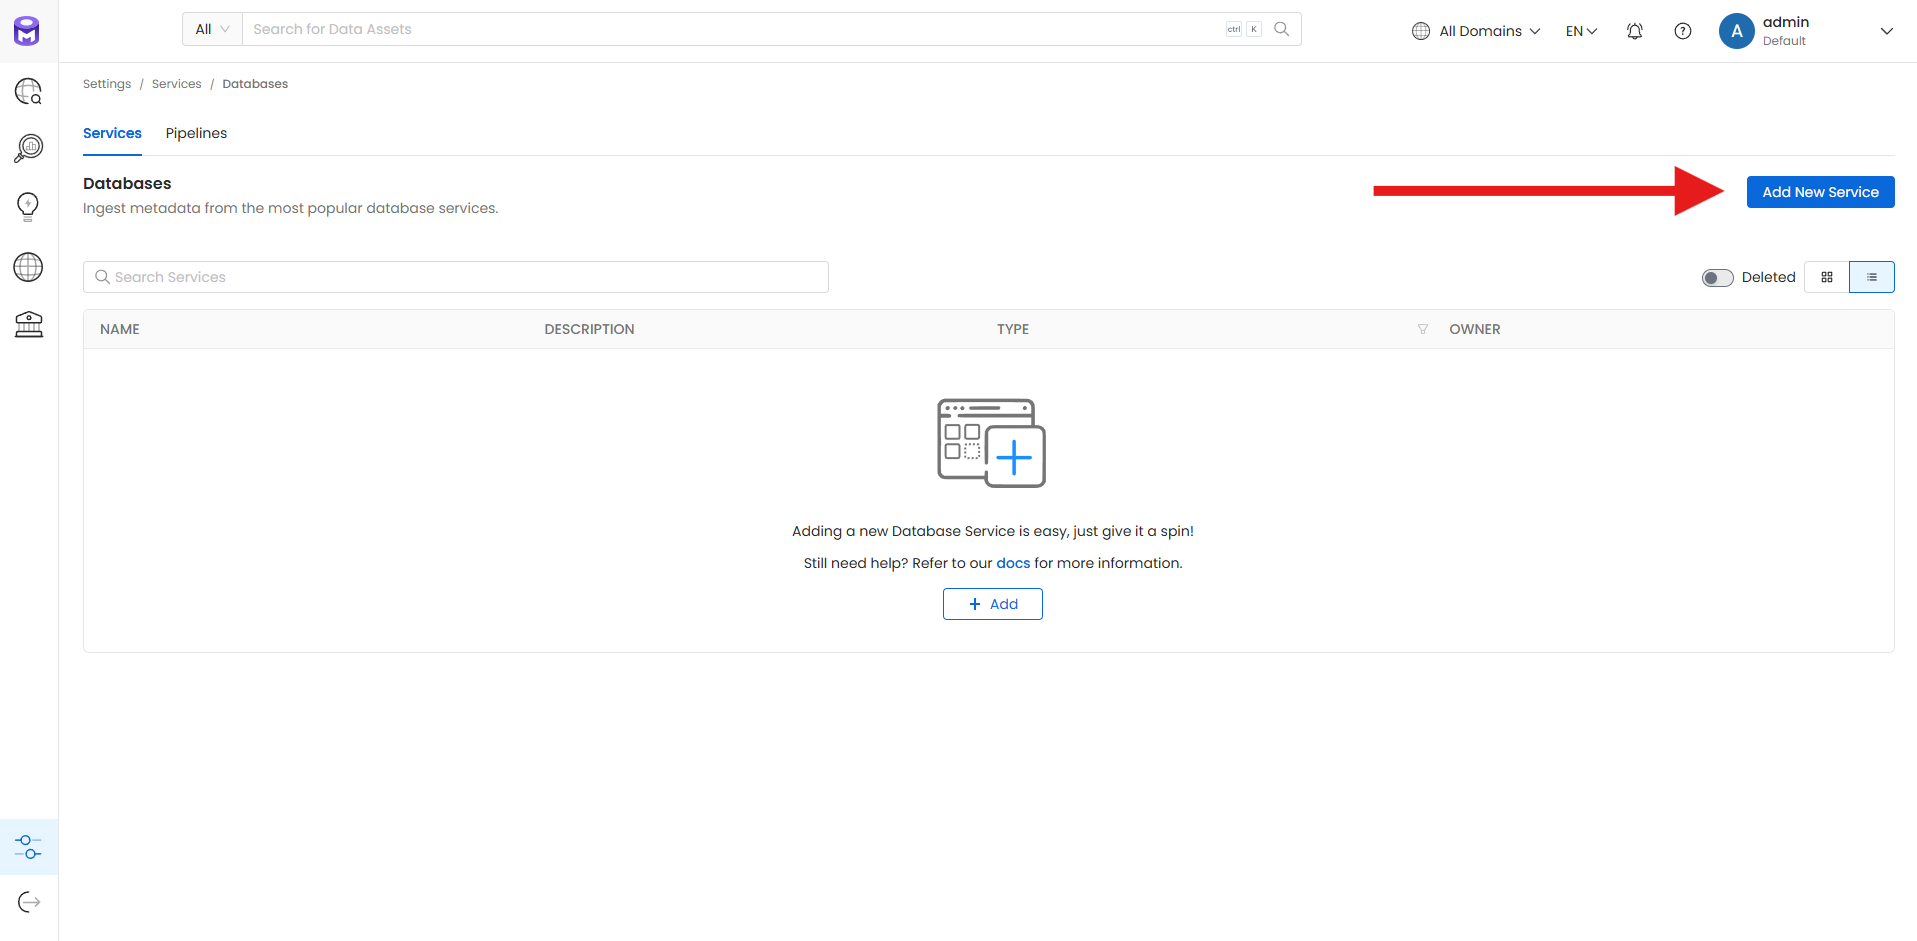 All
Search for Data Assets
ctrl K
All Domains
EN
A
admin
Default
Settings / Services / Databases
Services Pipelines
Databases
Ingest metadata from the most popular database services.
Add New Service
Search Services
Deleted
NAME DESCRIPTION TYPE OWNER
Adding a new Database Service is easy, just give it a spin!
Still need help? Refer to our docs for more information.
+ Add